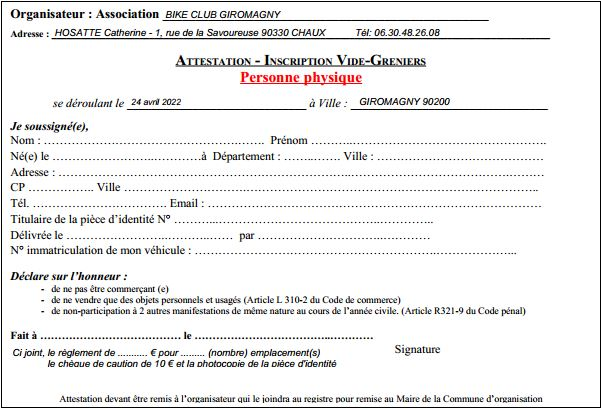 Organisateur : Association BIKE CLUB GIROMAGNY
Adresse : HOSATTE Catherine - 1, rue de la Savoureuse 90330 CHAUX Tél: 06.30.48.26.08
ATTESTATION - INSCRIPTION VIDE-GRENIERS
Personne physique
se déroulant le 24 avril 2022 à Ville : GIROMAGNY 90200
Je soussigné(e),
Nom : …………………………………………. Prénom ……………………………………………….
Né(e) le ……………………………à Département : ……..……. Ville : …………………………………
Adresse : ………………………………………………………………………………………………….
CP ……………. Ville ……………………………………………………………………………………..
Tél. …………………………. Email : ……………………………………………………………………
Titulaire de la pièce d'identité N° ………...……………………………..…………..
Délivrée le ……………………..…….… par ……………………..…………………..
N° immatriculation de mon véhicule : ……………………………………………..………………...
Déclare sur l'honneur :
- de ne pas être commerçant (e)
- de ne vendre que des objets personnels et usagés (Article L 310-2 du Code de commerce)
- de non-participation à 2 autres manifestations de même nature au cours de l'année civile. (Article R321-9 du Code pénal)
Fait à ……………………………………. le ……………………………..…………
Ci joint, le règlement de .......... € pour ......... (nombre) emplacement(s)
Signature
le chèque de caution de 10 € et la photocopie de la pièce d'identité
Attestation devant être remis à l'organisateur qui le joindra au registre pour remise au Maire de la Commune d'organisation